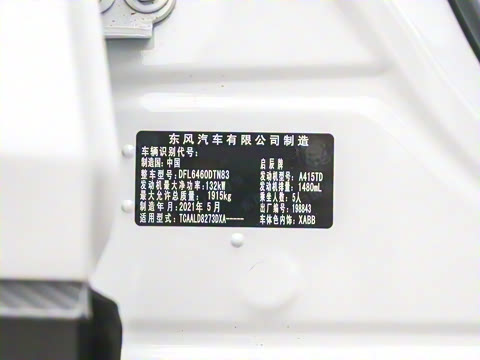 东风汽车有限公司制造
车辆识别代号:
制造国:中国 启辰牌
整车型号:DFL6460DTN83 发动机型号:A415TD
发动机最大净功率:132kW 发动机排量:1480mL
最大允许总质量:1915kg 乘坐人数:5人
制造年月:2021年5月 出厂编号:198843
适用型式:TCAALD8273DXA----- 车体色内饰:XABB